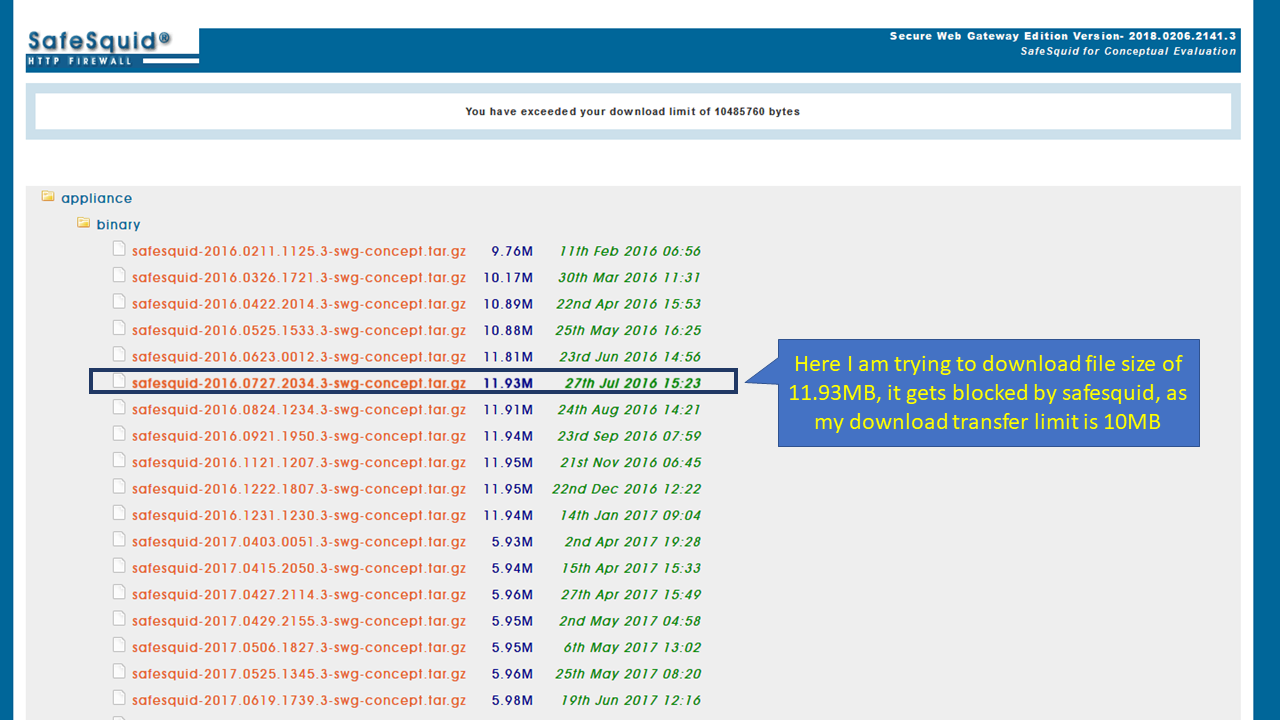 SafeSquid®
HTTP FIREWALL
Secure Web Gateway Edition Version- 2018.0206.2141.3
SafeSquid for Conceptual Evaluation
You have exceeded your download limit of 10485760 bytes
appliance
binary
safesquid-2016.0211.1125.3-swg-concept.tar.gz 9.76M 11th Feb 2016 06:56
safesquid-2016.0326.1721.3-swg-concept.tar.gz 10.17M 30th Mar 2016 11:31
safesquid-2016.0422.2014.3-swg-concept.tar.gz 10.89M 22nd Apr 2016 15:53
safesquid-2016.0525.1533.3-swg-concept.tar.gz 10.88M 25th May 2016 16:25
safesquid-2016.0623.0012.3-swg-concept.tar.gz 11.81M 23rd Jun 2016 14:56
safesquid-2016.0727.2034.3-swg-concept.tar.gz 11.93M 27th Jul 2016 15:23
safesquid-2016.0824.1234.3-swg-concept.tar.gz 11.91M 24th Aug 2016 14:21
safesquid-2016.0921.1950.3-swg-concept.tar.gz 11.94M 23rd Sep 2016 07:59
safesquid-2016.1121.1207.3-swg-concept.tar.gz 11.95M 21st Nov 2016 06:45
safesquid-2016.1222.1807.3-swg-concept.tar.gz 11.95M 22nd Dec 2016 12:22
safesquid-2016.1231.1230.3-swg-concept.tar.gz 11.94M 14th Jan 2017 09:04
safesquid-2017.0403.0051.3-swg-concept.tar.gz 5.93M 2nd Apr 2017 19:28
safesquid-2017.0415.2050.3-swg-concept.tar.gz 5.94M 15th Apr 2017 15:33
safesquid-2017.0427.2114.3-swg-concept.tar.gz 5.96M 27th Apr 2017 15:49
safesquid-2017.0429.2155.3-swg-concept.tar.gz 5.95M 2nd May 2017 04:58
safesquid-2017.0506.1827.3-swg-concept.tar.gz 5.95M 6th May 2017 13:02
safesquid-2017.0525.1345.3-swg-concept.tar.gz 5.96M 25th May 2017 08:20
safesquid-2017.0619.1739.3-swg-concept.tar.gz 5.98M 19th Jun 2017 12:16
Here I am trying to download file size of
11.93MB, it gets blocked by safesquid, as
my download transfer limit is 10MB